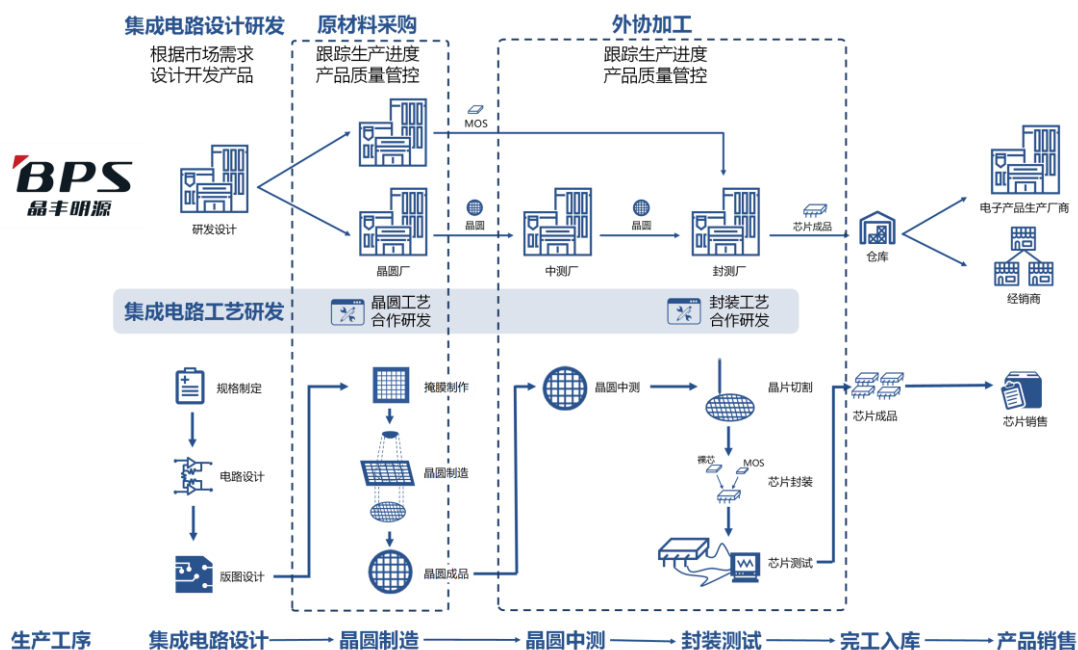 集成电路设计研发
原材料采购
外协加工
根据市场需求
设计开发产品
跟踪生产进度
产品质量管控
跟踪生产进度
产品质量管控
MOS
BPS
晶丰明源
研发设计
晶圆
晶圆
芯片成品
电子产品生产厂商
晶圆厂
中测厂
封测厂
仓库
经销商
集成电路工艺研发
晶圆工艺
合作研发
封装工艺
合作研发
规格制定
掩膜制作
晶圆中测
晶片切割
芯片成品
芯片销售
电路设计
晶圆制造
裸芯
MOS
芯片封装
版图设计
晶圆成品
芯片测试
生产工序
集成电路设计
晶圆制造
晶圆中测
封装测试
完工入库
产品销售